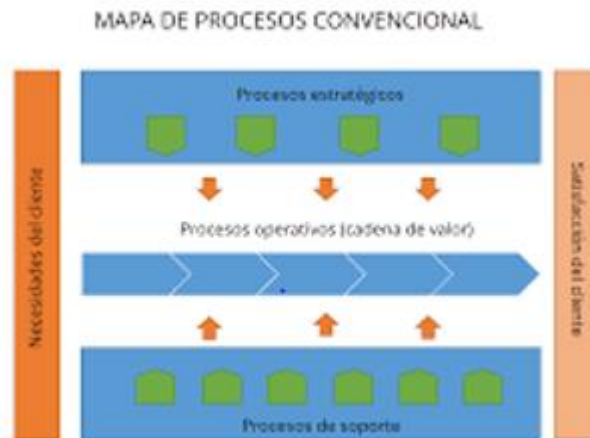 MAPA DE PROCESOS CONVENCIONAL
Necesidades del cliente
Procesos estratégicos
Procesos operativos (cadena de valor)
Procesos de soporte
Satisfacción del cliente